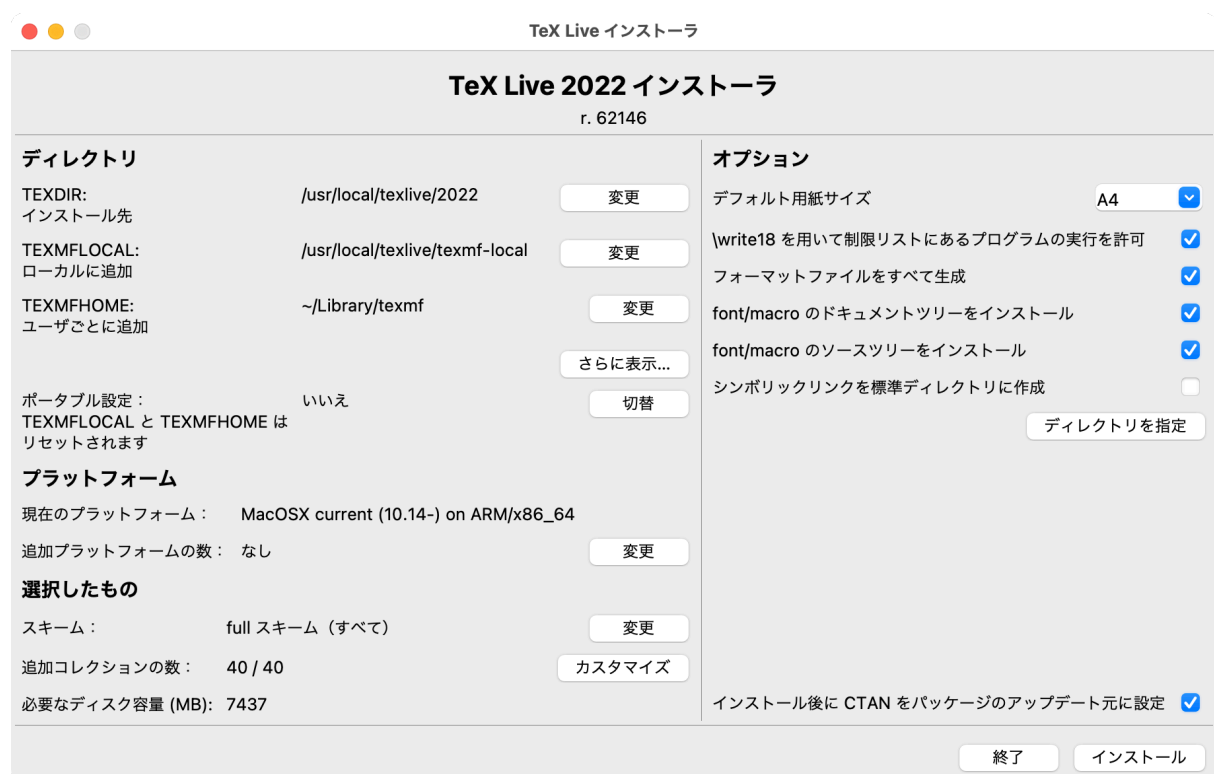 TeX Live インストーラ
TeX Live 2022 インストーラ
r. 62146
ディレクトリ
TEXDIR:
インストール先
/usr/local/texlive/2022
変更
TEXMFLOCAL:
ローカルに追加
/usr/local/texlive/texmf-local
変更
TEXMFHOME:
ユーザごとに追加
~/Library/texmf
変更
さらに表示...
ポータブル設定：
TEXMFLOCAL と TEXMFHOME は
リセットされます
いいえ
切替
プラットフォーム
現在のプラットフォーム：
MacOSX current (10.14-) on ARM/x86_64
追加プラットフォームの数：
なし
変更
選択したもの
スキーム：
full スキーム（すべて）
変更
追加コレクションの数：
40 / 40
カスタマイズ
必要なディスク容量 (MB):
7437
オプション
デフォルト用紙サイズ
A4
\write18 を用いて制限リストにあるプログラムの実行を許可
フォーマットファイルをすべて生成
font/macro のドキュメントツリーをインストール
font/macro のソースツリーをインストール
シンボリックリンクを標準ディレクトリに作成
ディレクトリを指定
インストール後に CTAN をパッケージのアップデート元に設定
終了
インストール